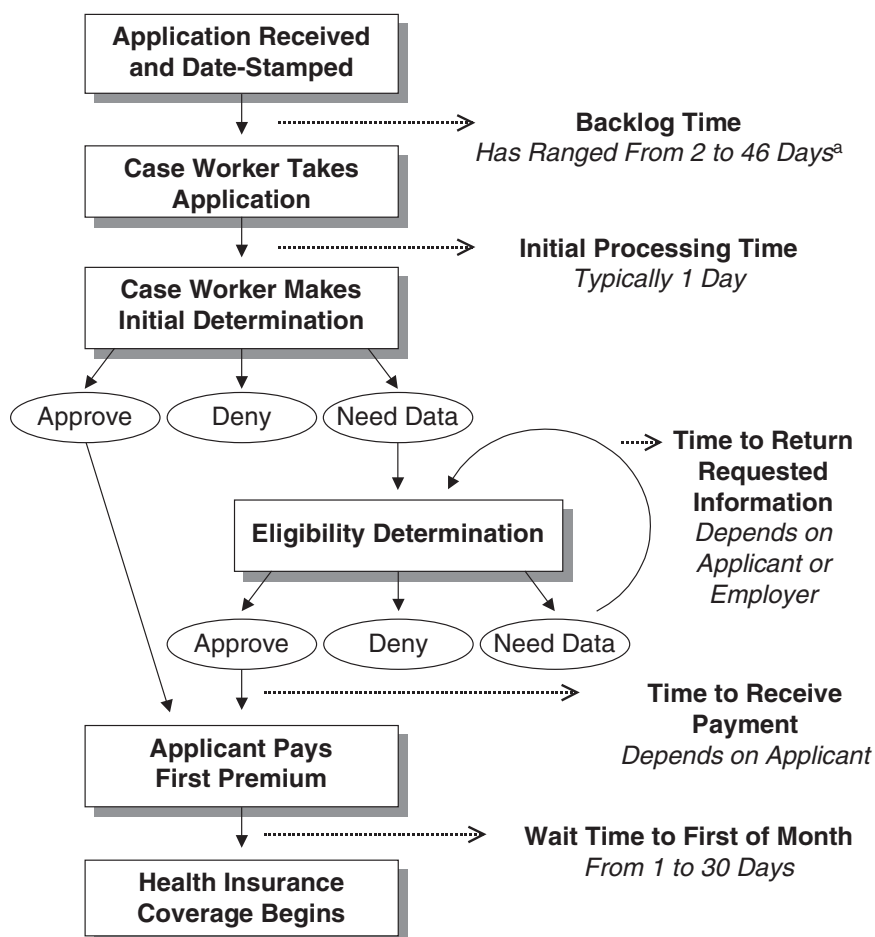 Application Received
and Date-Stamped
Backlog Time
Has Ranged From 2 to 46 Daysᵃ
Case Worker Takes
Application
Initial Processing Time
Typically 1 Day
Case Worker Makes
Initial Determination
Approve
Deny
Need Data
Time to Return
Requested
Information
Depends on
Applicant or
Employer
Eligibility Determination
Approve
Deny
Need Data
Time to Receive
Payment
Depends on Applicant
Applicant Pays
First Premium
Wait Time to First of Month
From 1 to 30 Days
Health Insurance
Coverage Begins